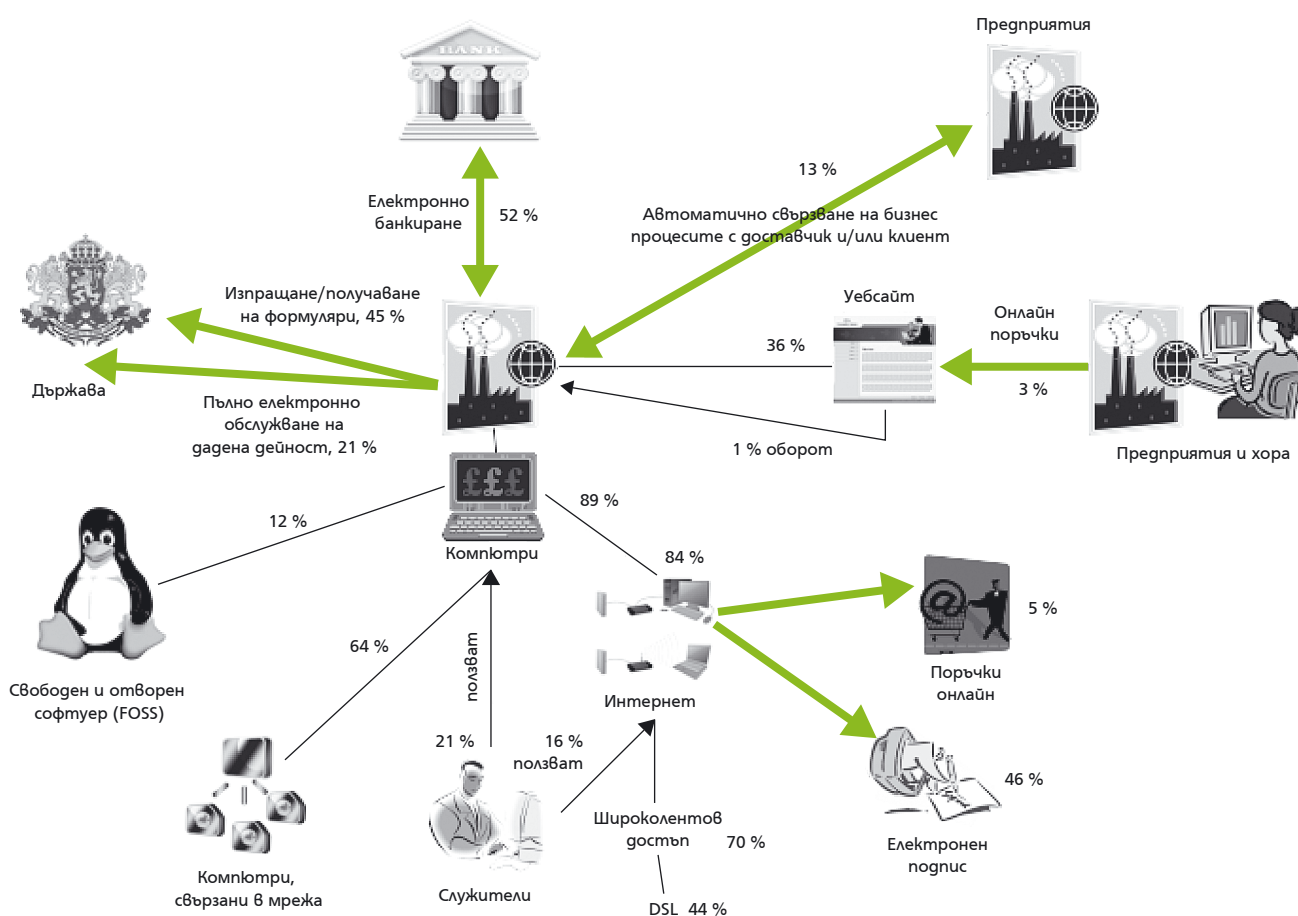 Предприятия
BANK
13 %
Електронно
банкиране
52 %
Автоматично свързване на бизнес
процесите с доставчик и/или клиент
Изпращане/получаване
на формуляри, 45 %
Уебсайт
Онлайн
поръчки
36 %
Държава
3 %
Пълно електронно
обслужване на
дадена дейност, 21 %
1 % оборот
Предприятия и хора
£££
12 %
89 %
Компютри
84 %
@
5 %
64 %
ползват
Поръчки
онлайн
Свободен и отворен
софтуер (FOSS)
Интернет
21 %
16 %
ползват
46 %
Широколентов
достъп
70 %
Електронен
подпис
Компютри,
свързани в мрежа
Служители
DSL 44 %